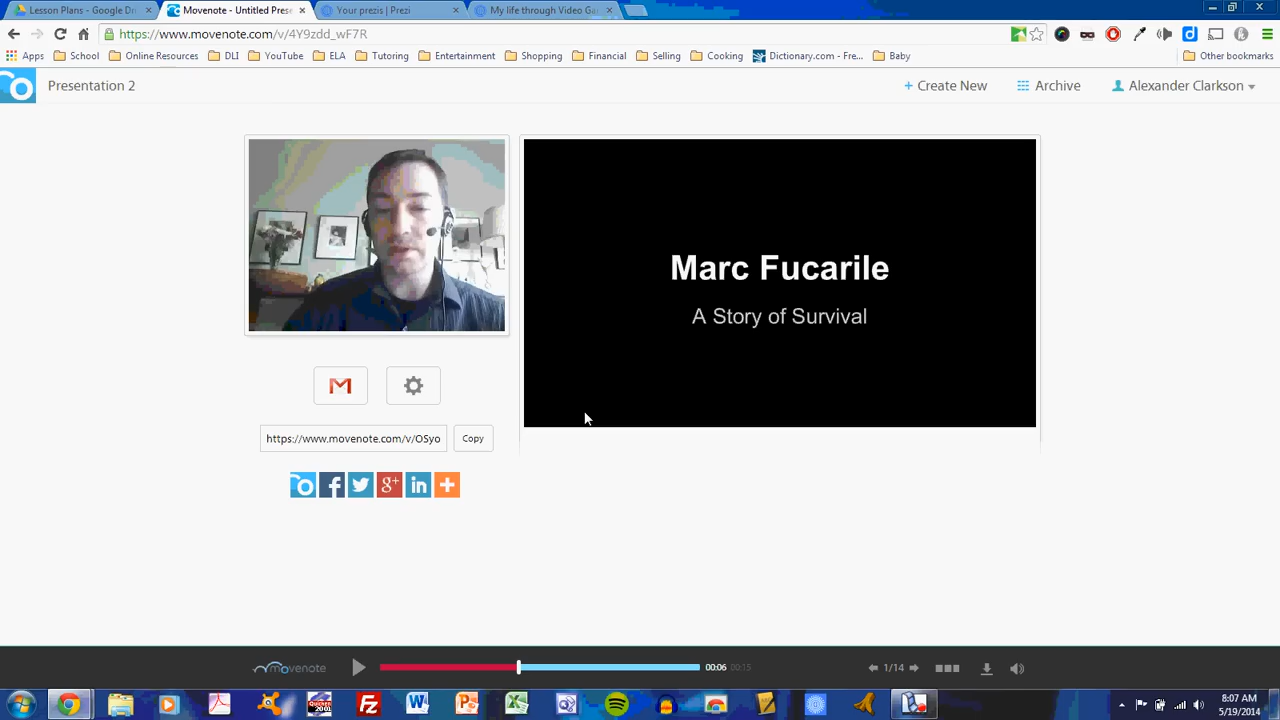 Lesson Plans - Google Dri
Movenote - Untitled Prese
Your prezis | Prezi
My life through Video Ga
https://www.movenote.com/v/4Y9zdd_wF7R
Apps School Online Resources DLI YouTube ELA Tutoring Entertainment Shopping Financial Selling Cooking Dictionary.com - Fre... Baby Other bookmarks
Presentation 2
+ Create New Archive Alexander Clarkson
Marc Fucarile
A Story of Survival
https://www.movenote.com/v/OSyo
Copy
movenote 00:06 00:15 1/14
8:07 AM
5/19/2014